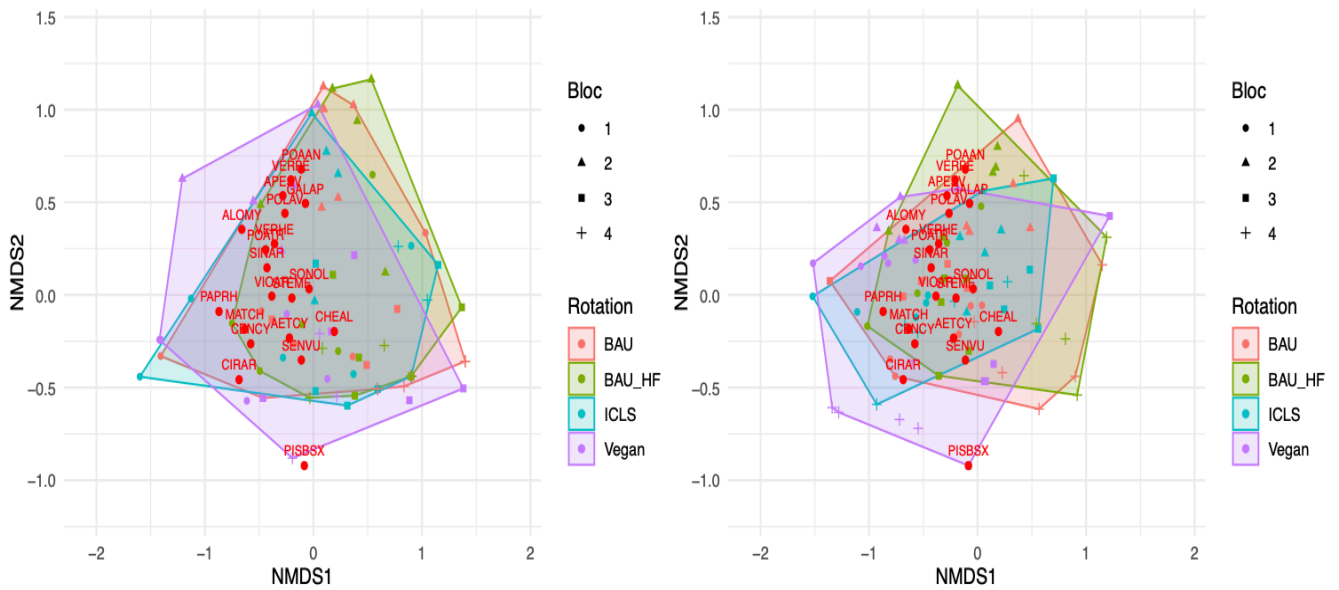 1.5
1.0
0.5
0.0
−0.5
−1.0
NMDS2
−2
−1
0
1
2
NMDS1
POAAN
VERPE
GALAP
POLAV
ALOMY
VERHE
POATR
SINAR
SONOL
STEME
PAPRH
MATCH
AETCY
CHEAL
SENVU
CIRAR
PISBSX
Bloc
1
2
3
4
Rotation
BAU
BAU_HF
ICLS
Vegan
1.5
1.0
0.5
0.0
−0.5
−1.0
NMDS2
−2
−1
0
1
2
NMDS1
POAAN
VERPE
GALAP
POLAV
ALOMY
VERHE
POATR
SINAR
SONOL
STEME
PAPRH
MATCH
AETCY
CHEAL
SENVU
CIRAR
PISBSX
Bloc
1
2
3
4
Rotation
BAU
BAU_HF
ICLS
Vegan